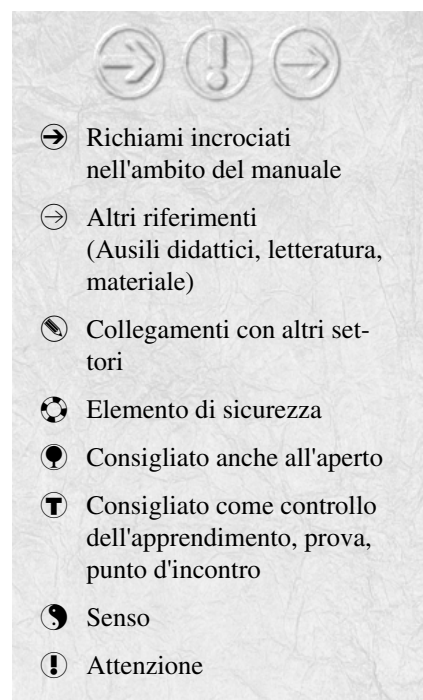 Richiami incrociati
nell'ambito del manuale
Altri riferimenti
(Ausili didattici, letteratura,
materiale)
Collegamenti con altri set-
tori
Elemento di sicurezza
Consigliato anche all'aperto
T Consigliato come controllo
dell'apprendimento, prova,
punto d'incontro
Senso
! Attenzione